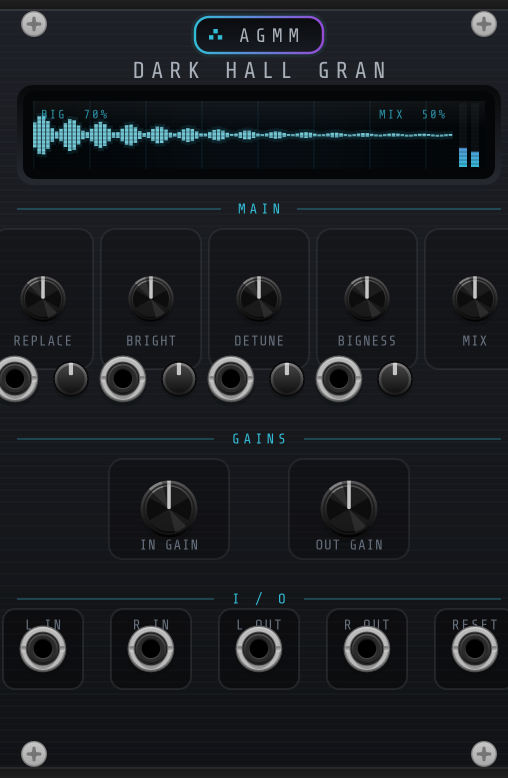 AGMM
DARK HALL GRAN
BIG 70% MIX 50%
MAIN
REPLACE BRIGHT DETUNE BIGNESS MIX
GAINS
IN GAIN OUT GAIN
I / O
L IN R IN L OUT R OUT RESET